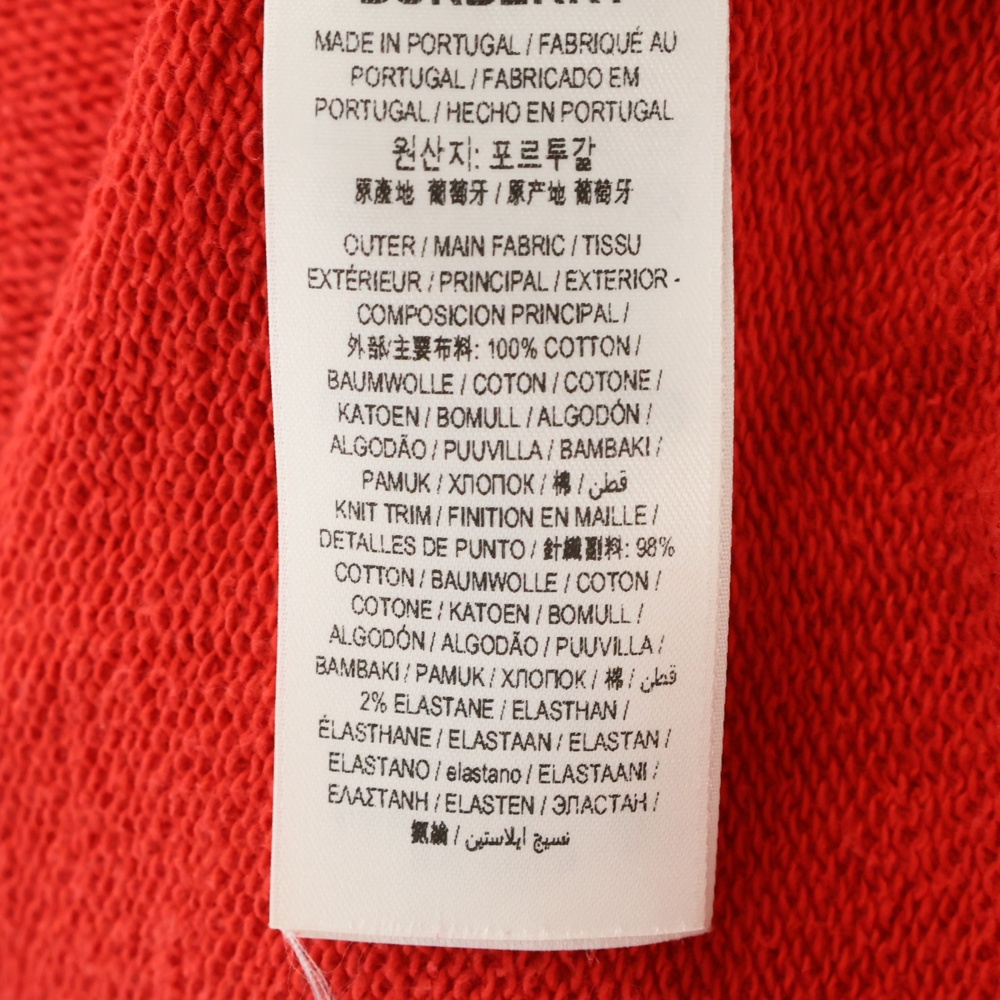 BURBERRY
MADE IN PORTUGAL / FABRIQUÉ AU
PORTUGAL / FABRICADO EM
PORTUGAL / HECHO EN PORTUGAL
원산지: 포르투갈
原產地 葡萄牙 / 原产地 葡萄牙
OUTER / MAIN FABRIC / TISSU
EXTÉRIEUR / PRINCIPAL / EXTERIOR -
COMPOSICION PRINCIPAL /
外部/主要布料: 100% COTTON /
BAUMWOLLE / COTON / COTONE /
KATOEN / BOMULL / ALGODÓN /
ALGODÃO / PUUVILLA / BAMBAKI /
PAMUK / ХЛОПОК / 棉 / قطن
KNIT TRIM / FINITION EN MAILLE /
DETALLES DE PUNTO / 針織副料: 98%
COTTON / BAUMWOLLE / COTON /
COTONE / KATOEN / BOMULL /
ALGODÓN / ALGODÃO / PUUVILLA /
BAMBAKI / PAMUK / ХЛОПОК / 棉 / قطن
2% ELASTANE / ELASTHAN /
ÉLASTHANE / ELASTAAN / ELASTAN /
ELASTANO / elastano / ELASTAANI /
ΕΛΑΣΤΑΝΗ / ELASTEN / ЭЛАСТАН /
氨綸 / نسيج ايلاستين